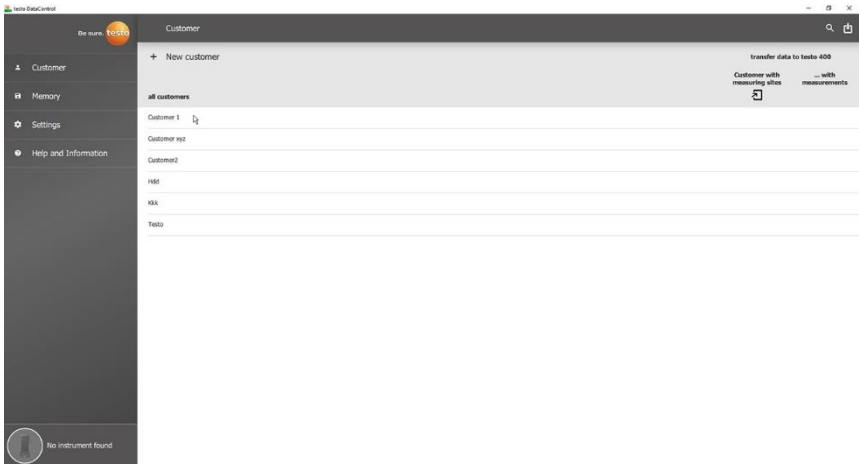 testo DataControl
Be sure. testo
Customer
Customer
Memory
Settings
Help and Information
No instrument found
+ New customer
transfer data to testo 400
Customer with
measuring sites
... with
measurements
all customers
Customer 1
Customer xyz
Customer2
Hdd
Kkk
Testo